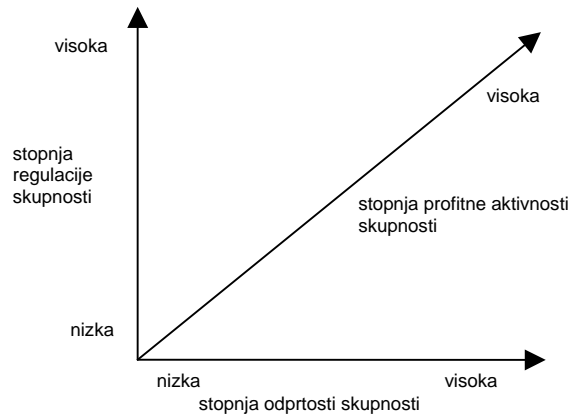 visoka
visoka
stopnja
regulacije
skupnosti
stopnja profitne aktivnosti
skupnosti
nizka
nizka
visoka
stopnja odprtosti skupnosti